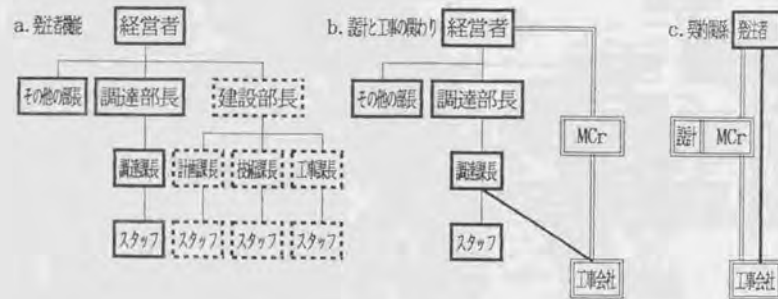 a. 発注者機能
経営者
その他の部長 調達部長 建設部長
調達課長 計画課長 技術課長 工事課長
スタッフ スタッフ スタッフ スタッフ
b. 設計と工事の関わり
経営者
その他の部長 調達部長
MCr
調達課長
スタッフ
工事会社
c. 契約関係
発注者
設計 MCr
工事会社